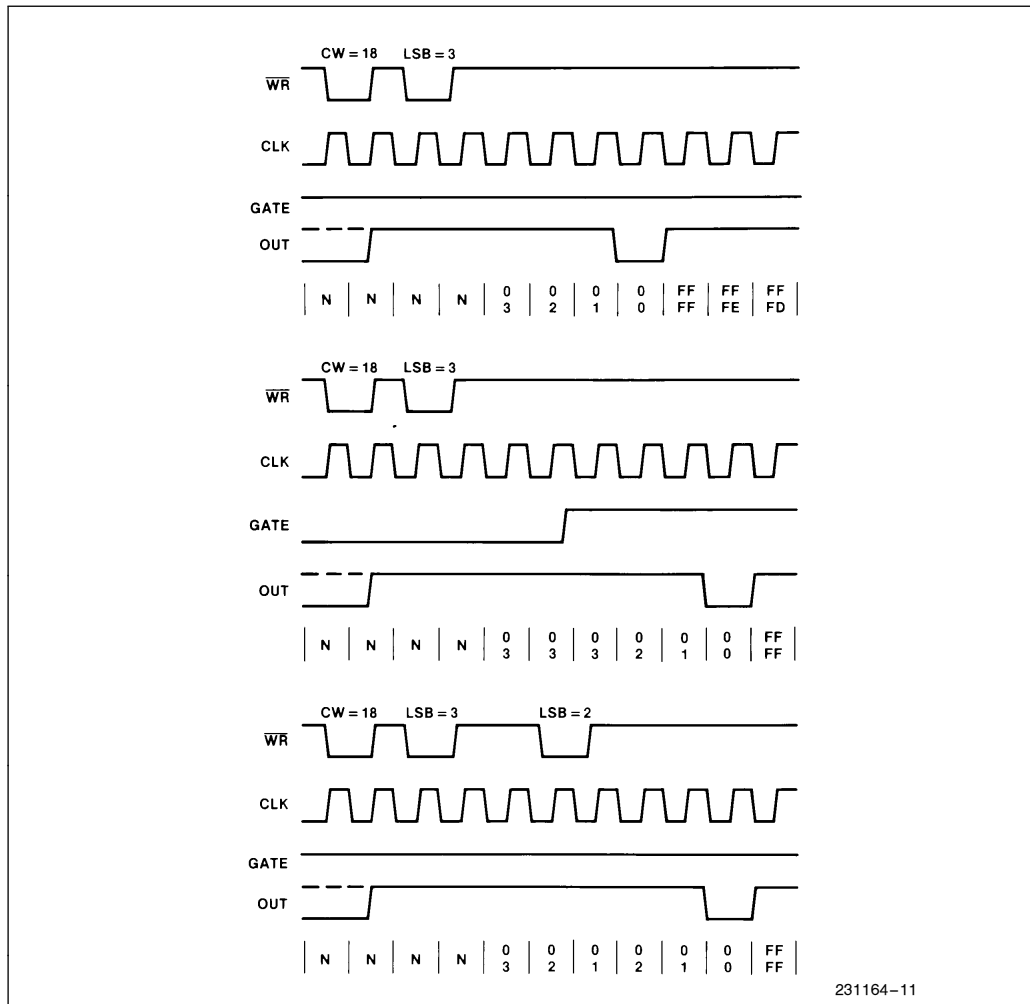 CW = 18 LSB = 3
WR
CLK
GATE
OUT
N N N N 0 0 0 0 FF FF FF
3 2 1 0 FF FE FD
CW = 18 LSB = 3
WR
CLK
GATE
OUT
N N N N 0 0 0 0 0 0 FF
3 3 3 2 1 0 FF
CW = 18 LSB = 3 LSB = 2
WR
CLK
GATE
OUT
N N N N 0 0 0 0 0 0 FF
3 2 1 2 1 0 FF
231164-11